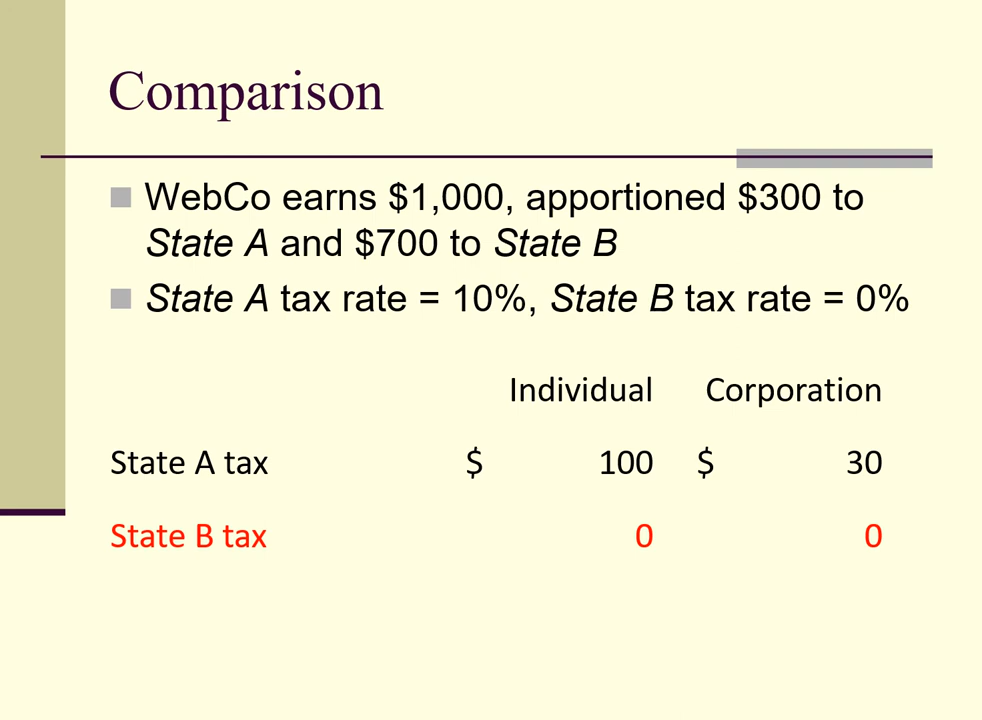 Comparison
WebCo earns $1,000, apportioned $300 to
State A and $700 to State B
State A tax rate = 10%, State B tax rate = 0%
Individual Corporation
State A tax $ 100 $ 30
State B tax 0 0